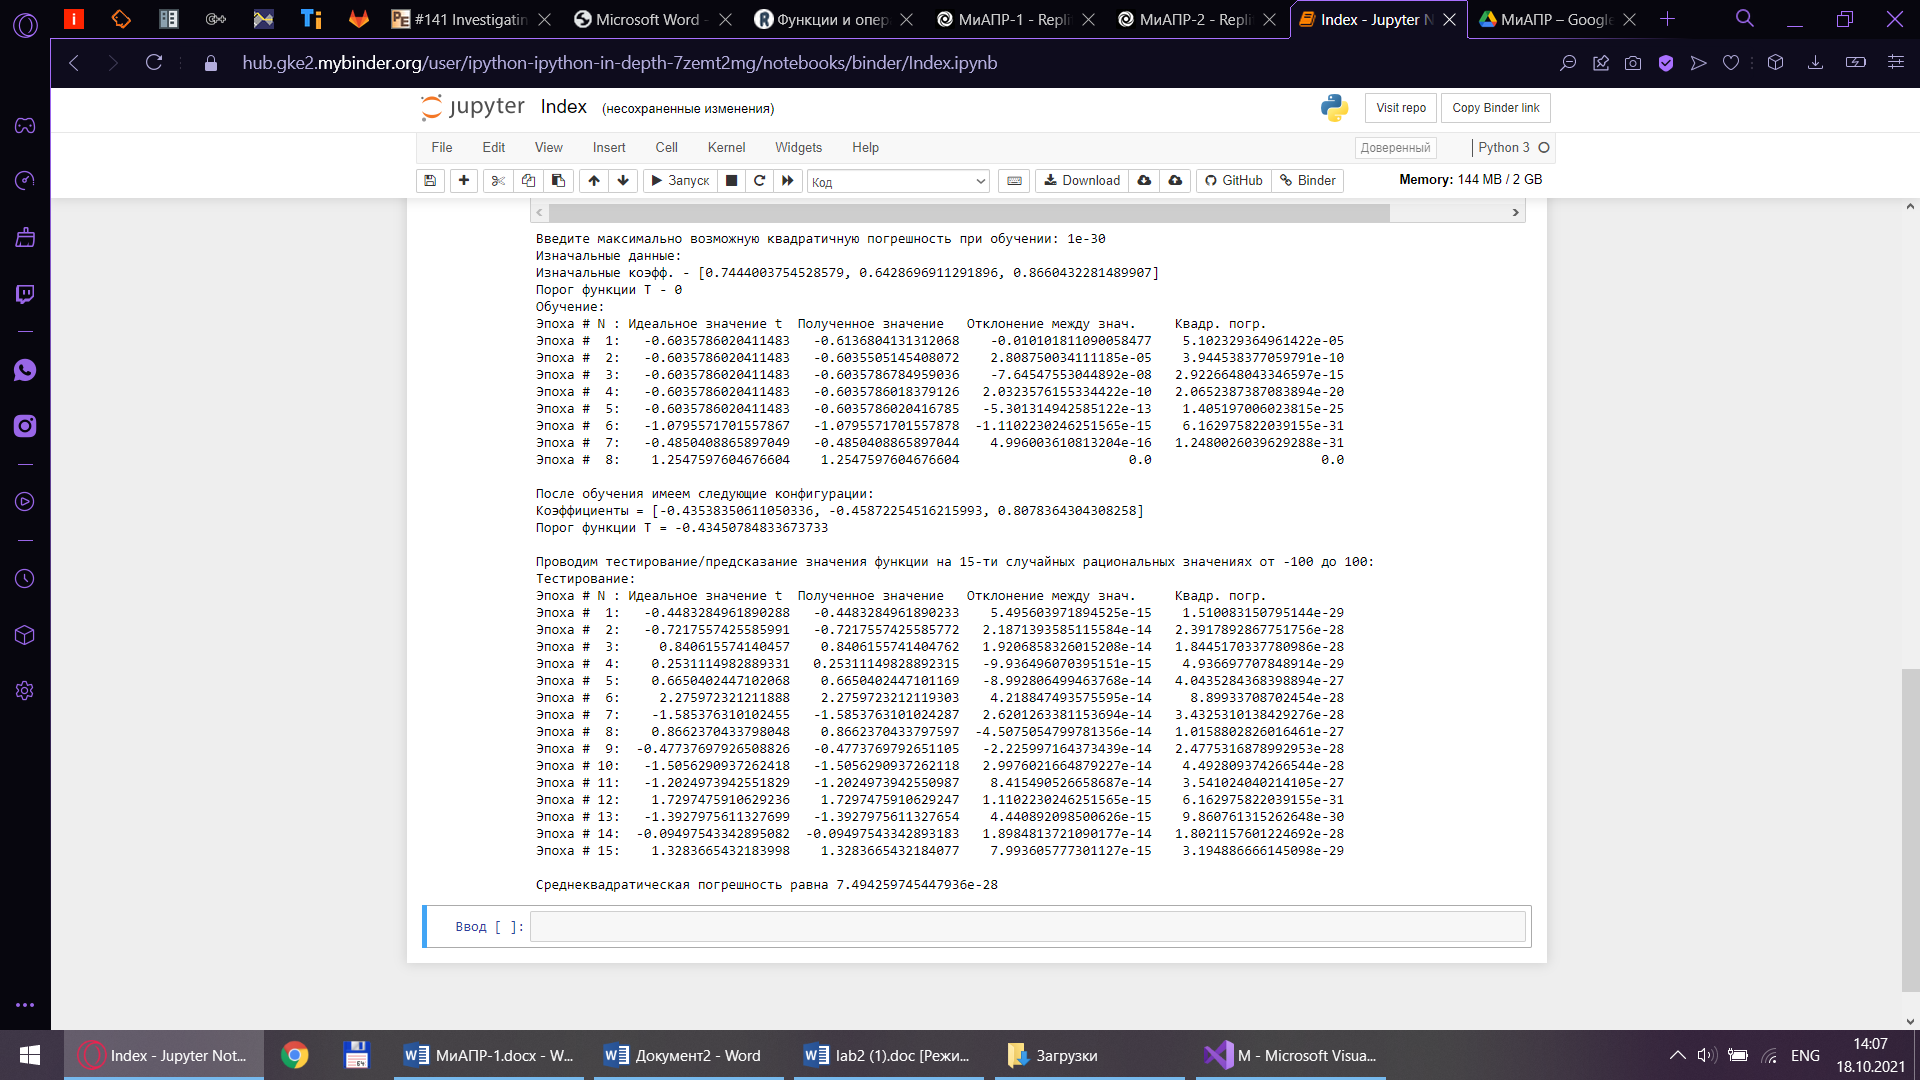 #141 Investigatin
Microsoft Word -
Функции и опер
МиАПР-1 - Repli
МиАПР-2 - Repli
Index - Jupyter N
МиАПР – Google
hub.gke2.mybinder.org/user/ipython-ipython-in-depth-7zemt2mg/notebooks/binder/Index.ipynb
jupyter Index (несохраненные изменения)
Visit repo Copy Binder link
File Edit View Insert Cell Kernel Widgets Help
Доверенный Python 3
Запуск Код Download GitHub Binder Memory: 144 MB / 2 GB
Введите максимально возможную квадратичную погрешность при обучении: 1e-30
Изначальные данные:
Изначальные коэфф. - [0.7444003754528579, 0.6428696911291896, 0.8660432281489907]
Порог функции T - 0
Обучение:
Эпоха # N : Идеальное значение t Полученное значение Отклонение между знач. Квадр. погр.
Эпоха # 1: -0.6035786020411483 -0.6136804131312068 -0.010101811090058477 5.102329364961422e-05
Эпоха # 2: -0.6035786020411483 -0.6035505145408072 2.808750034111185e-05 3.944538377059791e-10
Эпоха # 3: -0.6035786020411483 -0.6035786784959036 -7.64547553044892e-08 2.9226648043346597e-15
Эпоха # 4: -0.6035786020411483 -0.6035786018379126 2.0323576155334422e-10 2.0652387387083894e-20
Эпоха # 5: -0.6035786020411483 -0.6035786020416785 -5.301314942585122e-13 1.405197006023815e-25
Эпоха # 6: -1.0795571701557867 -1.0795571701557878 -1.1102230246251565e-15 6.162975822039155e-31
Эпоха # 7: -0.4850408865897049 -0.4850408865897044 4.996003610813204e-16 1.2480026039629288e-31
Эпоха # 8: 1.2547597604676604 1.2547597604676604 0.0 0.0
После обучения имеем следующие конфигурации:
Коэффициенты = [-0.43538350611050336, -0.45872254516215993, 0.8078364304308258]
Порог функции T = -0.43450784833673733
Проводим тестирование/предсказание значения функции на 15-ти случайных рациональных значениях от -100 до 100:
Тестирование:
Эпоха # N : Идеальное значение t Полученное значение Отклонение между знач. Квадр. погр.
Эпоха # 1: -0.4483284961890288 -0.4483284961890233 5.495603971894525e-15 1.510083150795144e-29
Эпоха # 2: -0.7217557425585991 -0.7217557425585772 2.1871393585115584e-14 2.3917892867751756e-28
Эпоха # 3: 0.840615574140457 0.8406155741404762 1.9206858326015208e-14 1.8445170337780986e-28
Эпоха # 4: 0.2531114982889331 0.25311149828892315 -9.936496070395151e-15 4.936697707848914e-29
Эпоха # 5: 0.6650402447102068 0.6650402447101169 -8.992806499463768e-14 4.0435284368398894e-27
Эпоха # 6: 2.275972321211888 2.2759723212119303 4.218847493575595e-14 8.89933708702454e-28
Эпоха # 7: -1.585376310102455 -1.5853763101024287 2.6201263381153694e-14 3.4325310138429276e-28
Эпоха # 8: 0.8662370433798048 0.8662370433797597 -4.5075054799781356e-14 1.0158802826016461e-27
Эпоха # 9: -0.47737697926508826 -0.4773769792651105 -2.225997164373439e-14 2.4775316878992953e-28
Эпоха # 10: -1.5056290937262418 -1.5056290937262118 2.9976021664879227e-14 4.492809374266544e-28
Эпоха # 11: -1.2024973942551829 -1.2024973942550987 8.415490526658687e-14 3.541024040214105e-27
Эпоха # 12: 1.7297475910629236 1.7297475910629247 1.1102230246251565e-15 6.162975822039155e-31
Эпоха # 13: -1.3927975611327699 -1.3927975611327654 4.440892098500626e-15 9.860761315262648e-30
Эпоха # 14: -0.09497543342895082 -0.09497543342893183 1.8984813721090177e-14 1.8021157601224692e-28
Эпоха # 15: 1.3283665432183998 1.3283665432184077 7.993605777301127e-15 3.194886666145098e-29
Среднеквадратическая погрешность равна 7.494259745447936e-28
Ввод [ ]:
Index - Jupyter Not...
МиАПР-1.docx - W...
Документ2 - Word
lab2 (1).doc [Режи...
Загрузки
M - Microsoft Visua...
ENG
14:07
18.10.2021